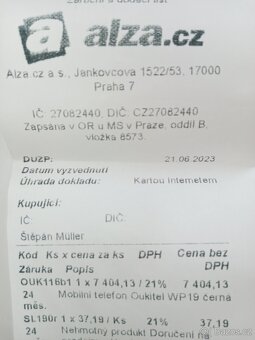 alza.cz
Alza.cz a.s., Jankovcova 1522/53, 17000
Praha 7
IČ: 27082440, DIČ: CZ27082440
Zapsána v OR u MS v Praze, oddíl B,
vložka 8573.
DUZP: 21.06.2023
Datum vyzvednutí
Úhrada dokladu: Kartou Internetem
Kupující:
IČ: DIČ:
Štěpán Müller
Kód Ks x cena za ks DPH Cena bez
Záruka Popis DPH
OUK116b1 1 x 7 404,13 / 21% 7 404,13
24 Mobilní telefon Oukitel WP19 černá
měs.
SL190r1 x 37,19 / Ks 21% 37,19
24 Nehmotný produkt Doručení na